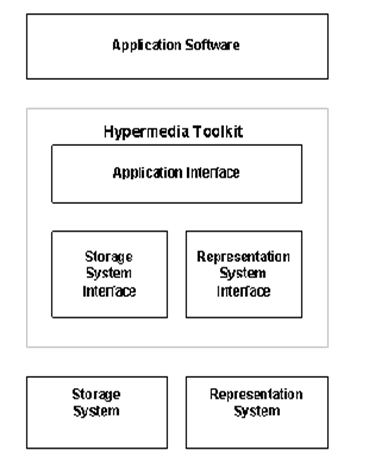 Application Software
Hypermedia Toolkit
Application Interface
Storage
System
Interface
Representation
System
Interface
Storage
System
Representation
System